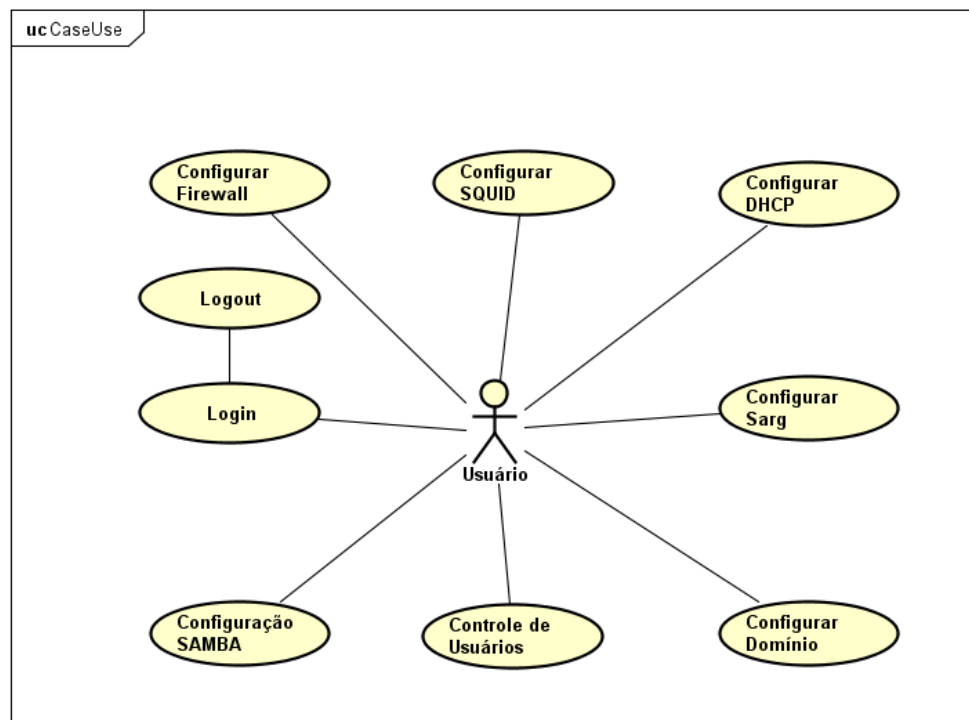 uc CaseUse
Configurar
Firewall
Configurar
SQUID
Configurar
DHCP
Logout
Login
Configurar
Sarg
Usuário
Configuração
SAMBA
Controle de
Usuários
Configurar
Domínio